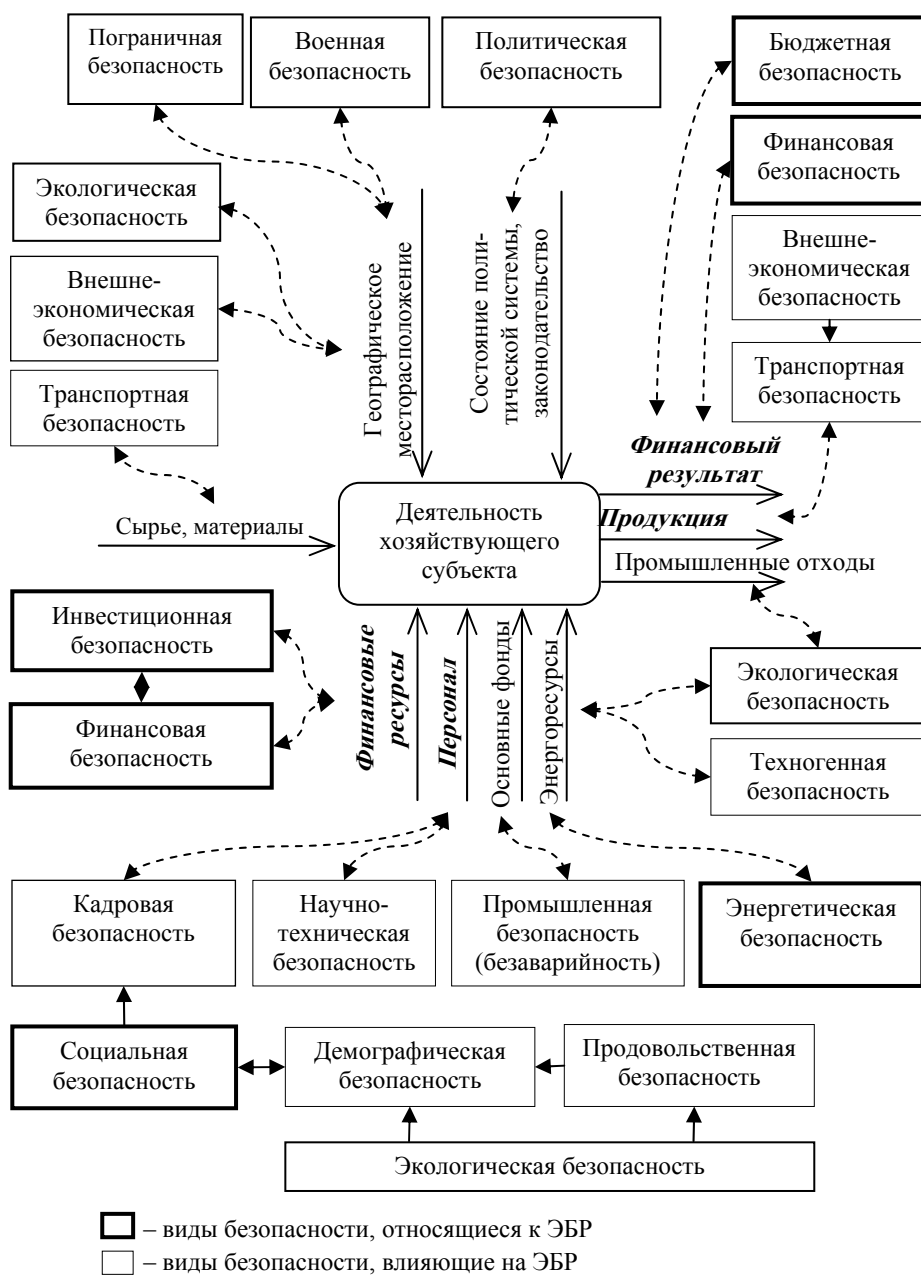 Пограничная
безопасность
Военная
безопасность
Политическая
безопасность
Бюджетная
безопасность
Финансовая
безопасность
Экологическая
безопасность
Внешне-
экономическая
безопасность
Транспортная
безопасность
Географическое
месторасположение
Состояние поли-
тической системы,
законодательство
Внешне-
экономическая
безопасность
Транспортная
безопасность
Финансовый
результат
Сырье, материалы
Деятельность
хозяйствующего
субъекта
Продукция
Промышленные отходы
Инвестиционная
безопасность
Финансовая
безопасность
Финансовые
ресурсы
Персонал
Основные фонды
Энергоресурсы
Экологическая
безопасность
Техногенная
безопасность
Кадровая
безопасность
Научно-
техническая
безопасность
Промышленная
безопасность
(безаварийность)
Энергетическая
безопасность
Социальная
безопасность
Демографическая
безопасность
Продовольственная
безопасность
Экологическая безопасность
– виды безопасности, относящиеся к ЭБР
– виды безопасности, влияющие на ЭБР